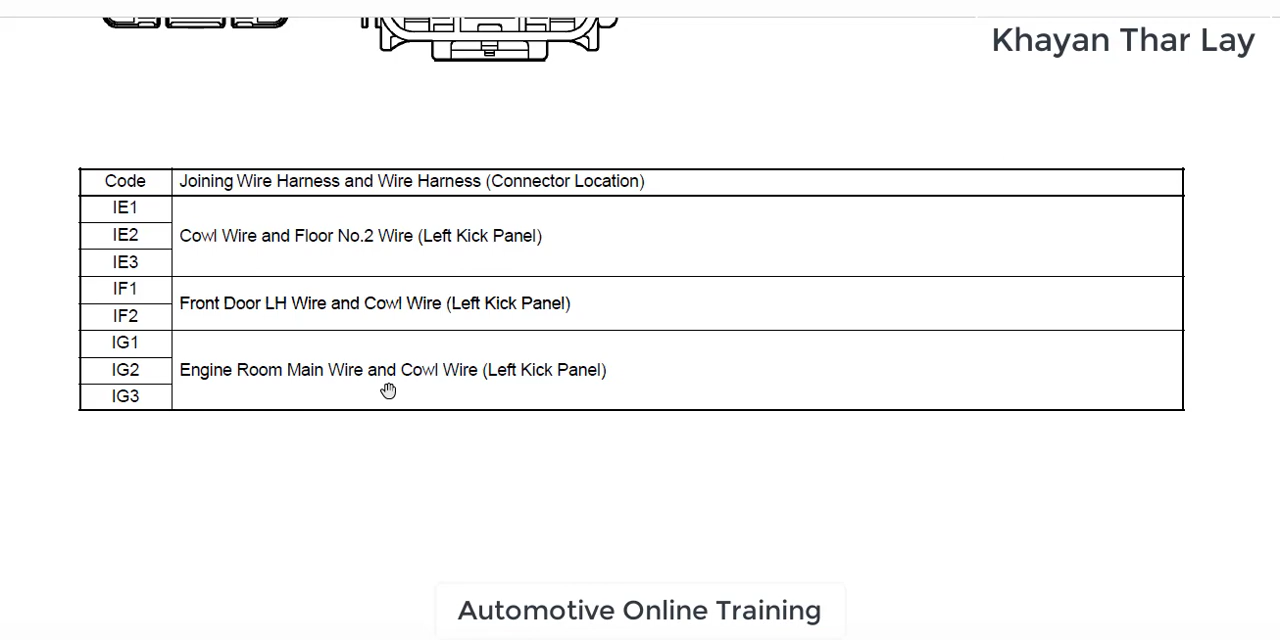 Khayan Thar Lay
Code Joining Wire Harness and Wire Harness (Connector Location)
IE1
IE2 Cowl Wire and Floor No.2 Wire (Left Kick Panel)
IE3
IF1
Front Door LH Wire and Cowl Wire (Left Kick Panel)
IF2
IG1
IG2 Engine Room Main Wire and Cowl Wire (Left Kick Panel)
IG3
Automotive Online Training